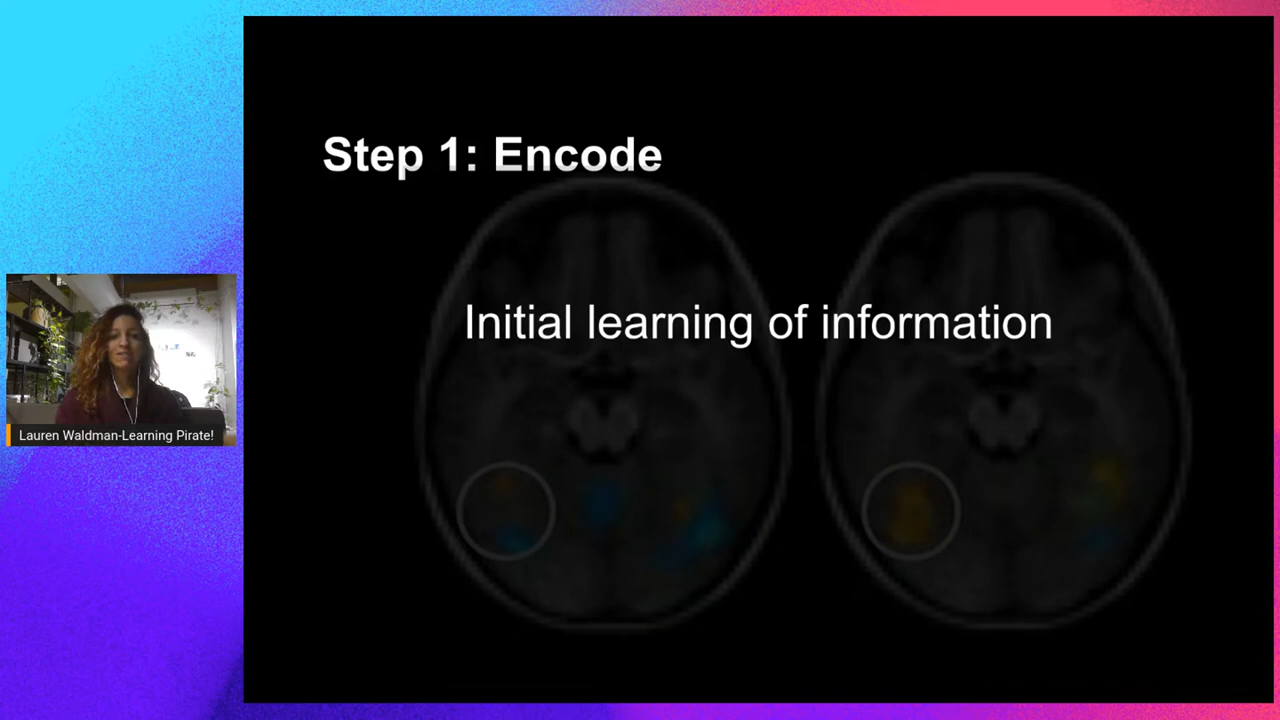 Step 1: Encode
Initial learning of information
Lauren Waldman-Learning Pirate!